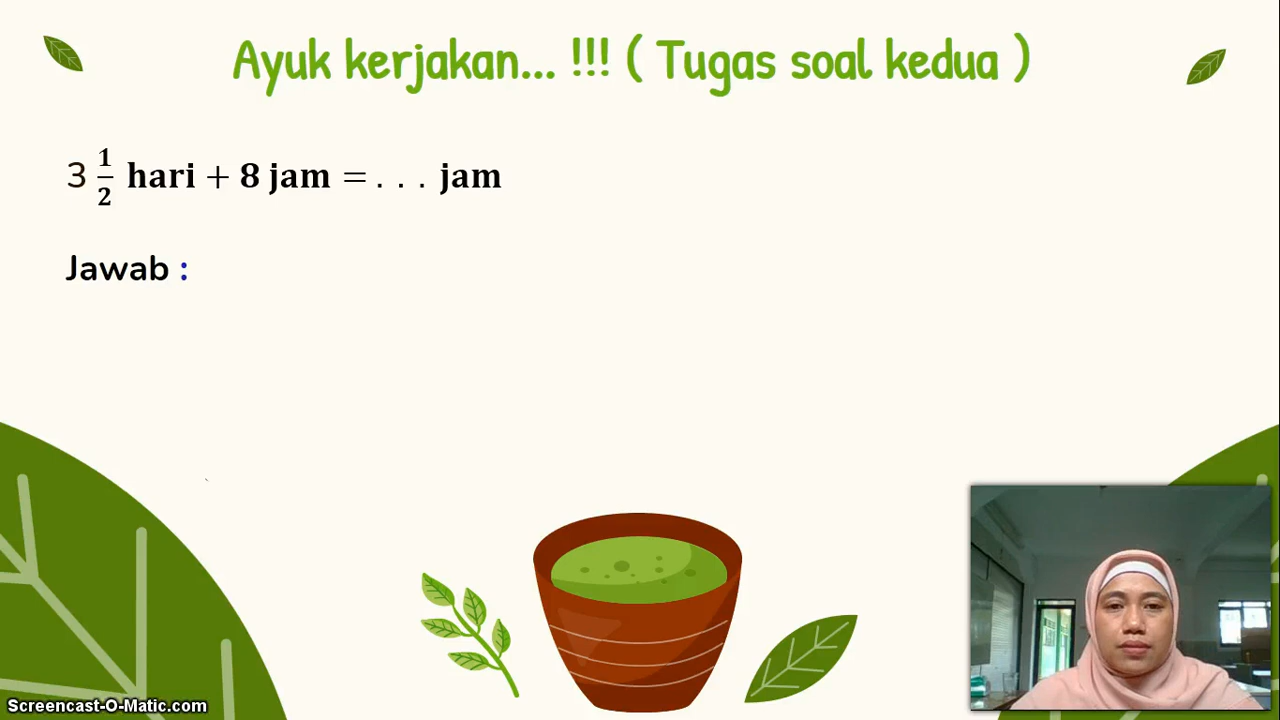 Ayuk kerjakan... !!! ( Tugas soal kedua )
3 1/2 hari + 8 jam = . . . jam
Jawab :
Screencast-O-Matic.com